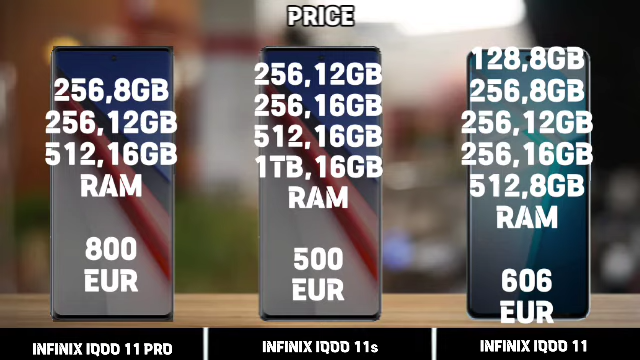 PRICE
256,8GB
256,12GB
512,16GB
RAM
800
EUR
256,12GB
256,16GB
512,16GB
1TB,16GB
RAM
500
EUR
128,8GB
256,8GB
256,12GB
256,16GB
512,8GB
RAM
606
EUR
INFINIX IQOO 11 PRO
INFINIX IQOO 11s
INFINIX IQOO 11